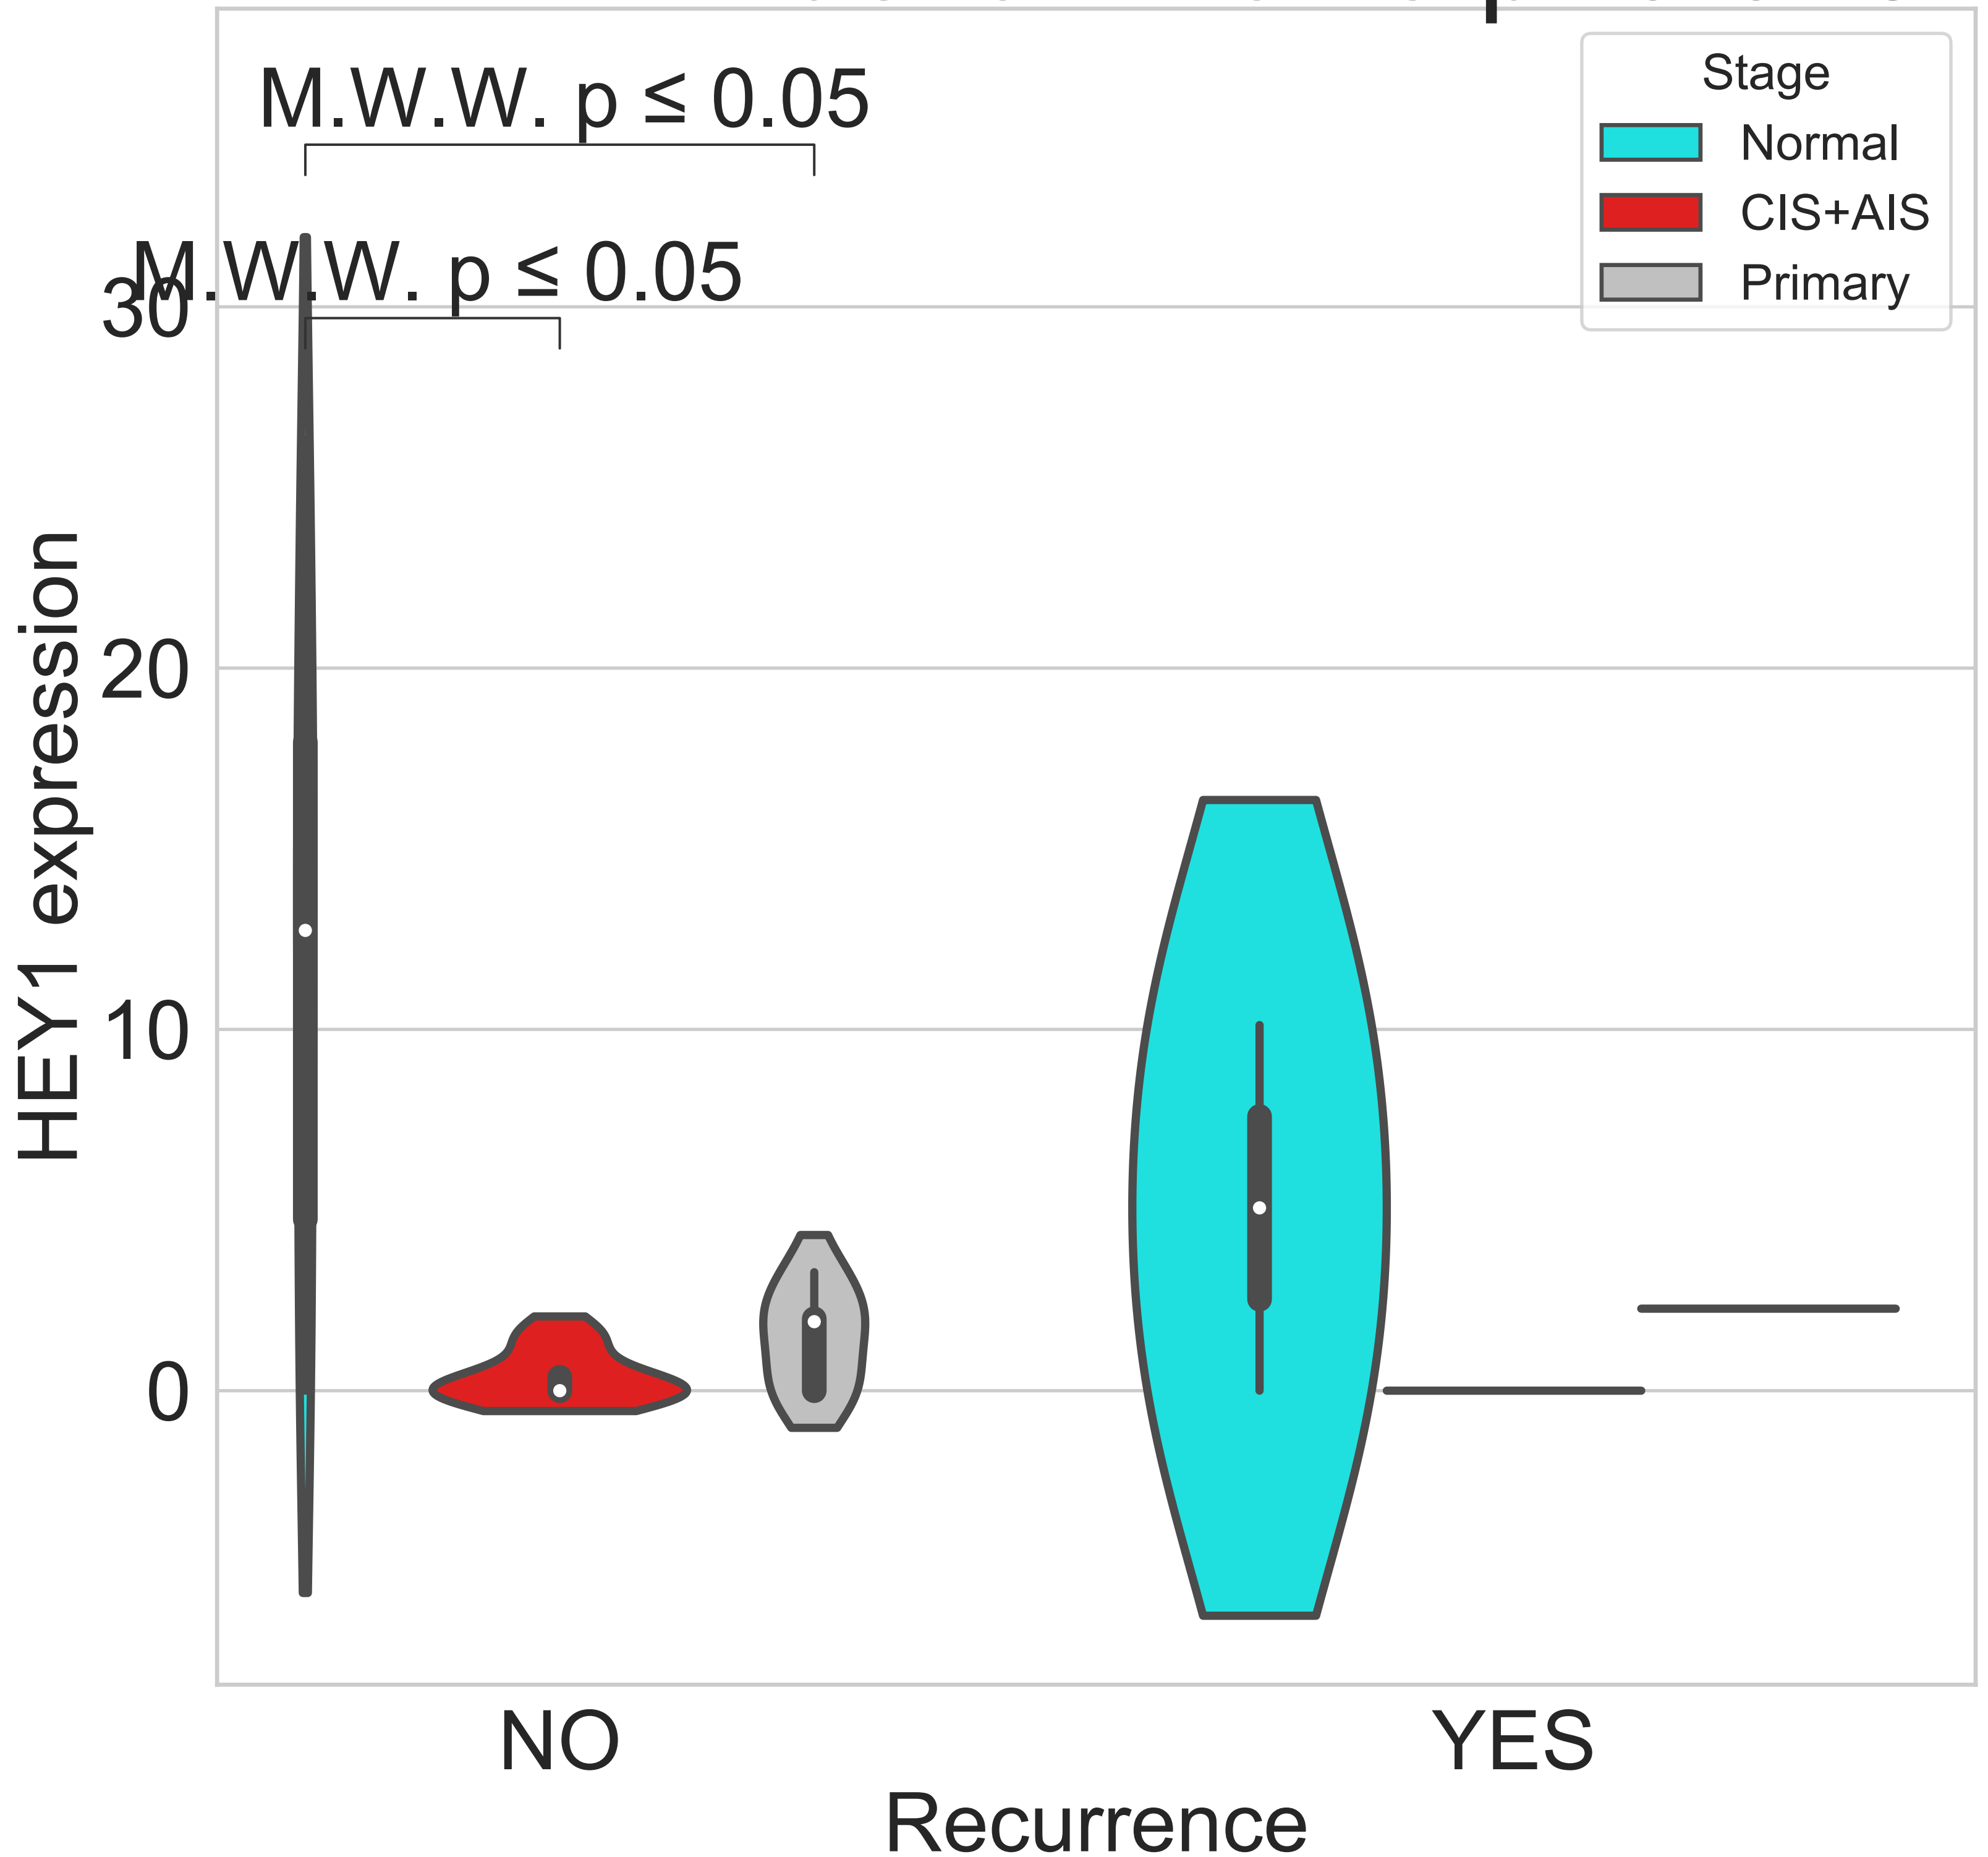 M.W.W. p ≤ 0.05
M.W.W. p ≤ 0.05
Stage
Normal
CIS+AIS
Primary
30
20
10
0
HEY1 expression
NO
YES
Recurrence